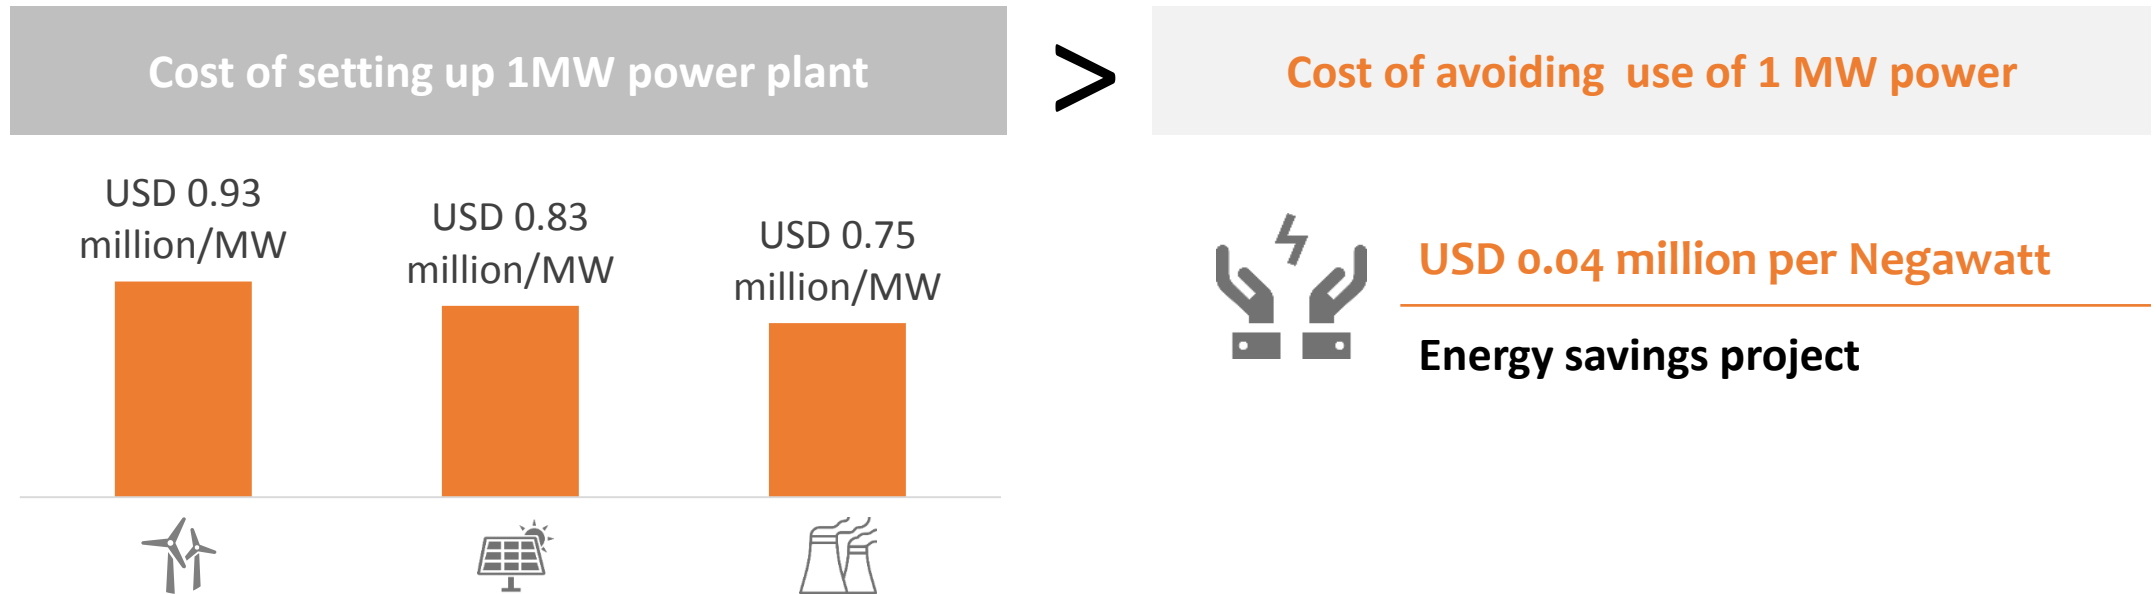 Cost of setting up 1MW power plant
>
Cost of avoiding  use of 1 MW power
USD 0.93
million/MW
USD 0.83
million/MW
USD 0.75
million/MW
USD 0.04 million per Negawatt
Energy savings project